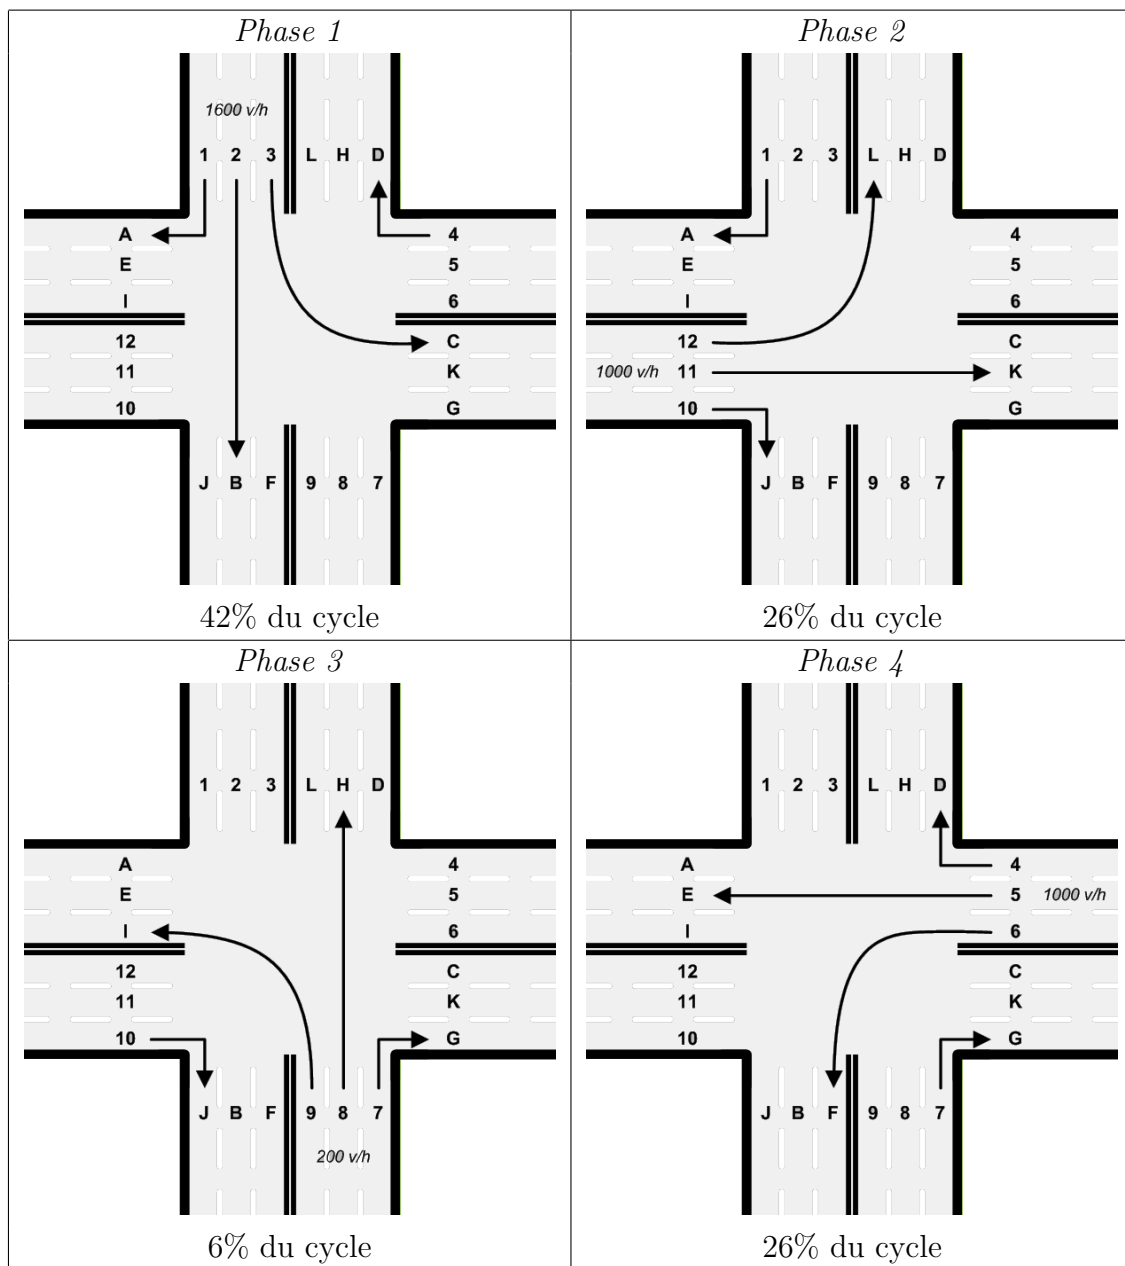 Phase 1
1600 v/h
1 2 3 L H D
A 4
E 5
I 6
12 C
11 K
10 G
J B F 9 8 7
42% du cycle
Phase 2
1 2 3 L H D
A 4
E 5
I 6
12 C
1000 v/h 11 K
10 G
J B F 9 8 7
26% du cycle
Phase 3
1 2 3 L H D
A 4
E 5
I 6
12 C
11 K
10 G
J B F 9 8 7
200 v/h
6% du cycle
Phase 4
1 2 3 L H D
A 4
E 5 1000 v/h
I 6
12 C
11 K
10 G
J B F 9 8 7
26% du cycle